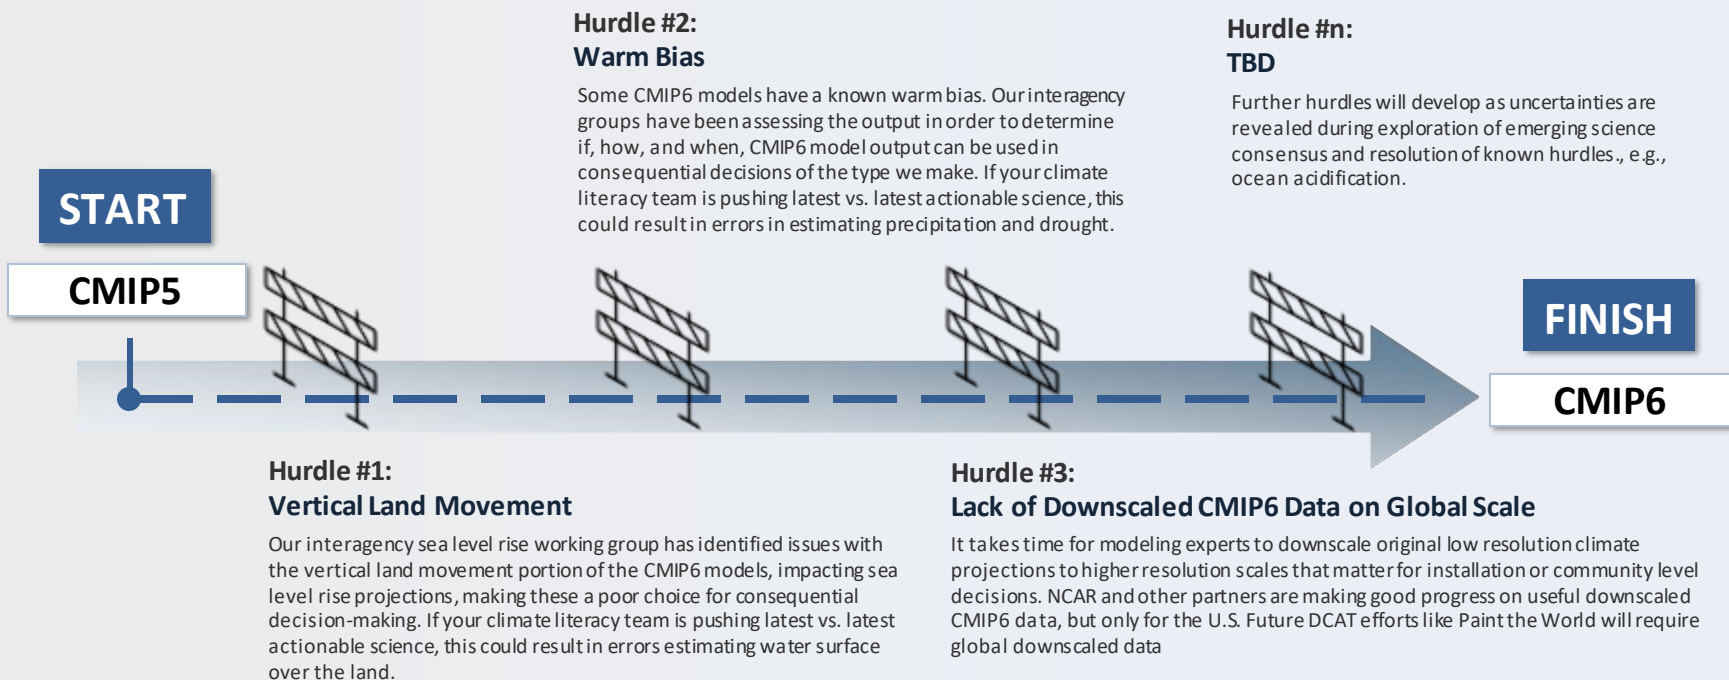 START
CMIP5
Hurdle #1:
Vertical Land Movement
Our interagency sea level rise working group has identified issues with
the vertical land movement portion of the CMIP6 models, impacting sea
level rise projections, making these a poor choice for consequential
decision-making. If your climate literacy team is pushing latest vs. latest
actionable science, this could result in errors estimating water surface
over the land.
Hurdle #2:
Warm Bias
Some CMIP6 models have a known warm bias. Our interagency
groups have been assessing the output in order to determine
if, how, and when, CMIP6 model output can be used in
consequential decisions of the type we make. If your climate
literacy team is pushing latest vs. latest actionable science, this
could result in errors in estimating precipitation and drought.
Hurdle #3:
Lack of Downscaled CMIP6 Data on Global Scale
It takes time for modeling experts to downscale original low resolution climate
projections to higher resolution scales that matter for installation or community level
decisions. NCAR and other partners are making good progress on useful downscaled
CMIP6 data, but only for the U.S. Future DCAT efforts like Paint the World will require
global downscaled data
Hurdle #n:
TBD
Further hurdles will develop as uncertainties are
revealed during exploration of emerging science
consensus and resolution of known hurdles., e.g.,
ocean acidification.
FINISH
CMIP6